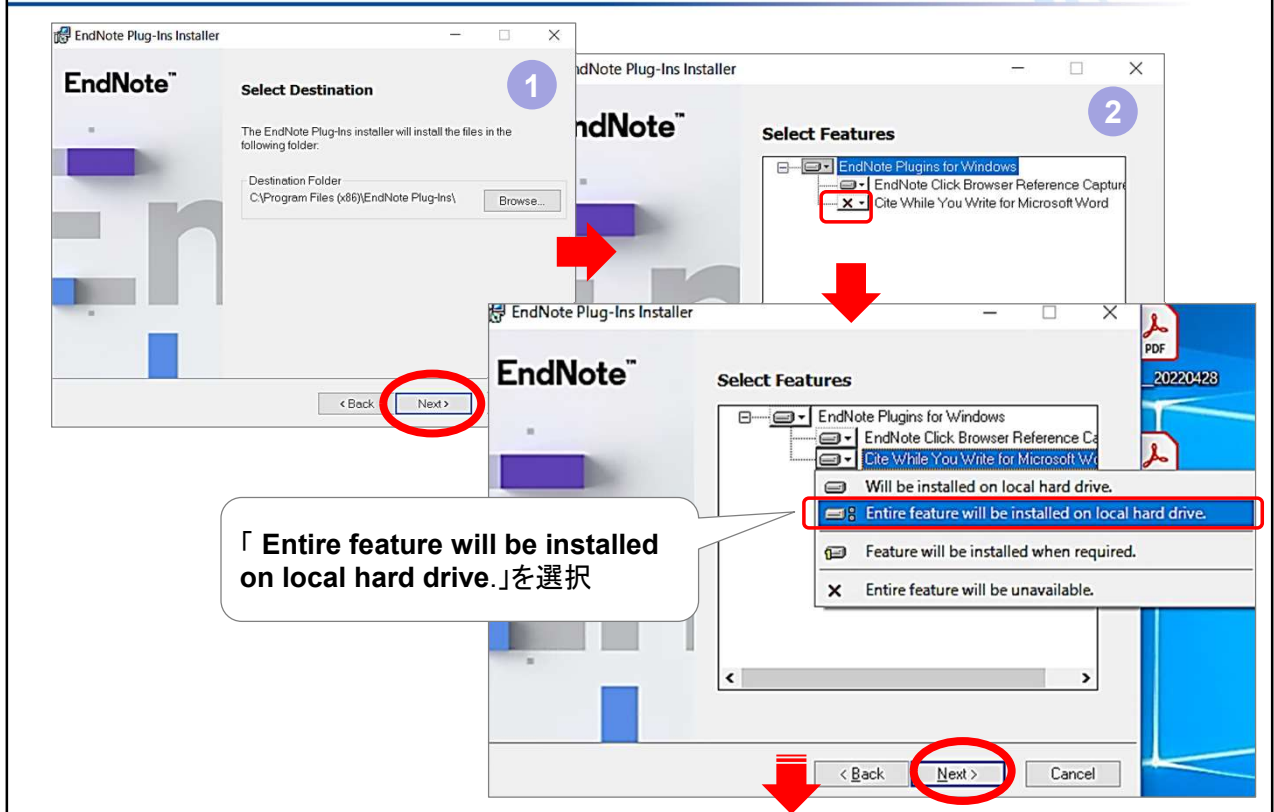 EndNote Plug-Ins Installer
EndNote™
Select Destination
1
The EndNote Plug-Ins installer will install the files in the
following folder:
Destination Folder
C:\Program Files (x86)\EndNote Plug-Ins\
Browse...
< Back
Next >
ndNote Plug-Ins Installer
ndNote™
Select Features
2
EndNote Plugins for Windows
EndNote Click Browser Reference Capture
Cite While You Write for Microsoft Word
EndNote Plug-Ins Installer
EndNote™
Select Features
EndNote Plugins for Windows
EndNote Click Browser Reference Ca
Cite While You Write for Microsoft Wo
Will be installed on local hard drive.
Entire feature will be installed on local hard drive.
Feature will be installed when required.
Entire feature will be unavailable.
「 Entire feature will be installed
on local hard drive.」を選択
< Back
Next >
Cancel
PDF
_20220428